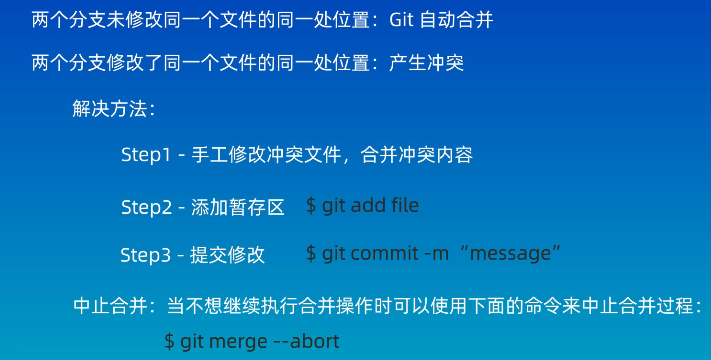 两个分支未修改同一个文件的同一处位置：Git 自动合并
两个分支修改了同一个文件的同一处位置：产生冲突
解决方法：
Step1 - 手工修改冲突文件，合并冲突内容
Step2 - 添加暂存区 $ git add file
Step3 - 提交修改 $ git commit -m “message”
中止合并：当不想继续执行合并操作时可以使用下面的命令来中止合并过程：
$ git merge --abort